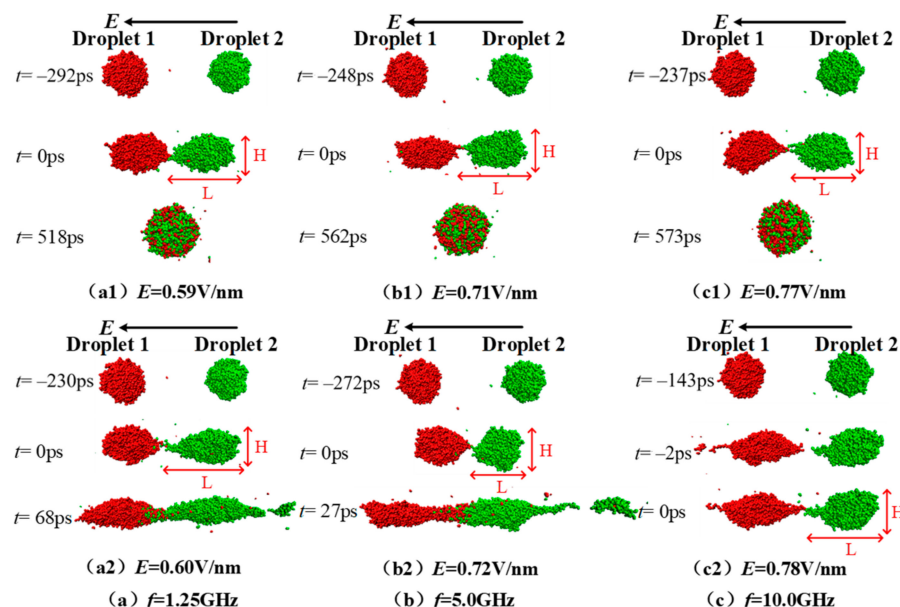 E
Droplet 1 Droplet 2
t= –292ps
t= 0ps
H
L
t= 518ps
(a1) E=0.59V/nm
E
Droplet 1 Droplet 2
t= –248ps
t= 0ps
H
L
t= 562ps
(b1) E=0.71V/nm
E
Droplet 1 Droplet 2
t= –237ps
t= 0ps
H
L
t= 573ps
(c1) E=0.77V/nm
E
Droplet 1 Droplet 2
t= –230ps
t= 0ps
H
L
t= 68ps
(a2) E=0.60V/nm
(a) f=1.25GHz
E
Droplet 1 Droplet 2
t= –272ps
t= 0ps
H
L
t= 27ps
(b2) E=0.72V/nm
(b) f=5.0GHz
E
Droplet 1 Droplet 2
t= –143ps
t= –2ps
t= 0ps
H
L
(c2) E=0.78V/nm
(c) f=10.0GHz